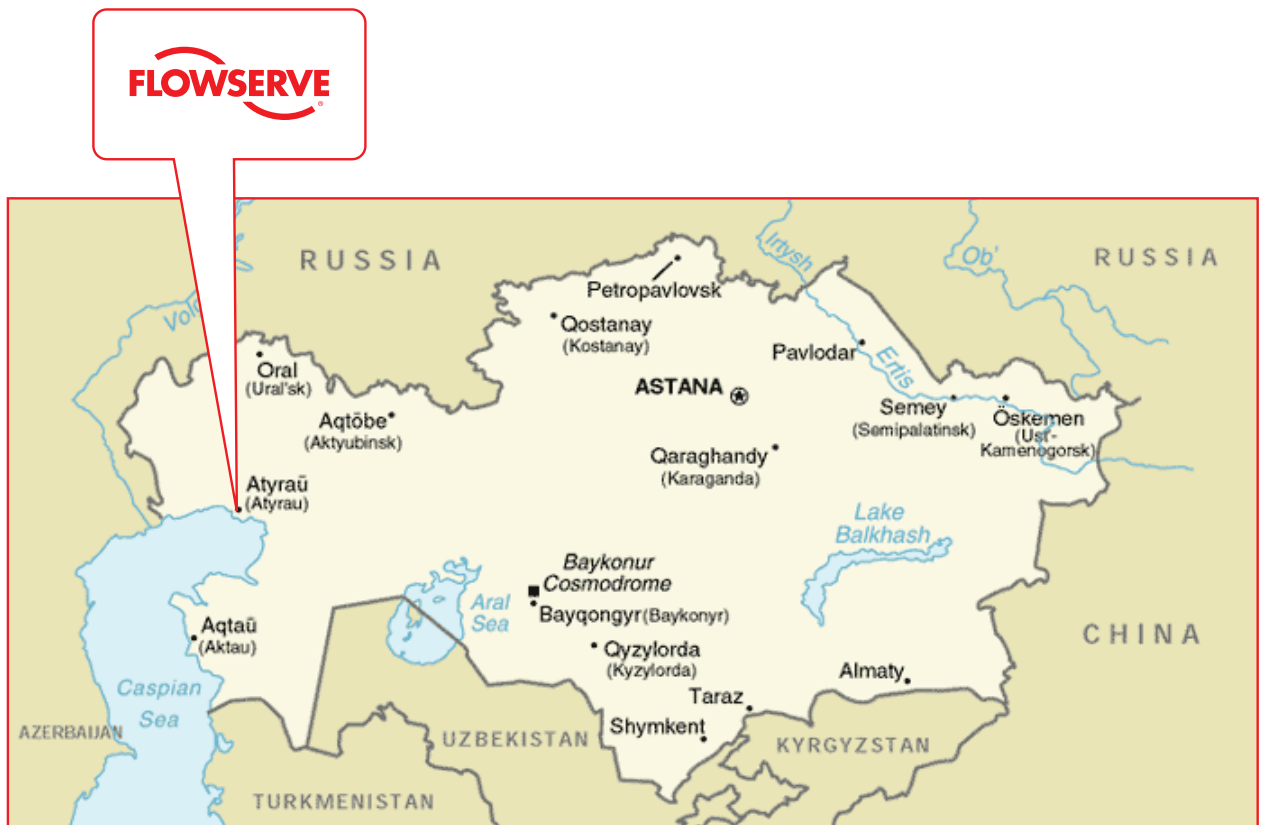 FLOWSERVE
®
RUSSIA
Irtysh
Ob'
RUSSIA
Petropavlovsk
Volg
Qostanay
(Kostanay)
Pavlodar
Ertis
Oral
(Ural'sk)
ASTANA
Aqtöbe
(Aktyubinsk)
Semey
(Semipalatinsk)
Öskemen
(Ust'-
Kamenogorsk)
Qaraghandy
(Karaganda)
Atyraū
(Atyrau)
Lake
Balkhash
Baykonur
Cosmodrome
Aral
Sea
Bayqongyr (Baykonyr)
Aqtaū
(Aktau)
Qyzylorda
(Kyzylorda)
CHINA
Almaty
Caspian
Sea
Taraz
Shymkent
AZERBAIJAN
UZBEKISTAN
KYRGYZSTAN
TURKMENISTAN